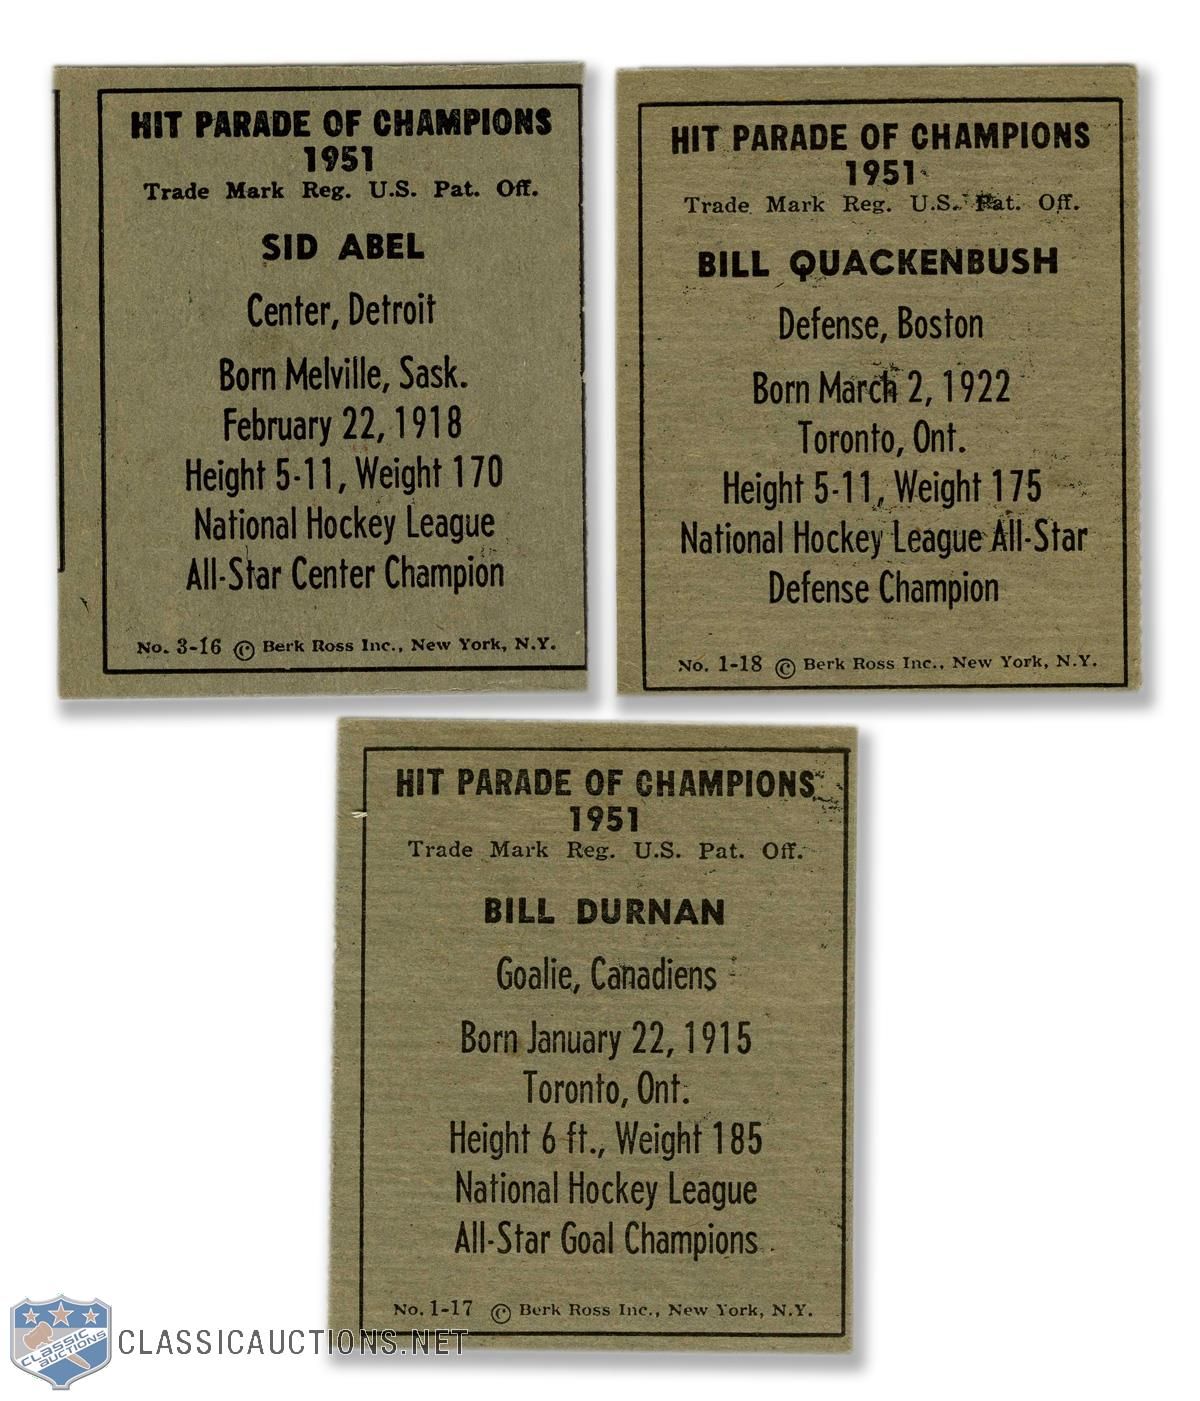 HIT PARADE OF CHAMPIONS
1951
Trade Mark Reg. U.S. Pat. Off.
SID ABEL
Center, Detroit
Born Melville, Sask.
February 22, 1918
Height 5-11, Weight 170
National Hockey League
All-Star Center Champion
No. 3-16 © Berk Ross Inc., New York, N.Y.
HIT PARADE OF CHAMPIONS
1951
Trade Mark Reg. U.S. Pat. Off.
BILL QUACKENBUSH
Defense, Boston
Born March 2, 1922
Toronto, Ont.
Height 5-11, Weight 175
National Hockey League All-Star
Defense Champion
No. 1-18 © Berk Ross Inc., New York, N.Y.
HIT PARADE OF CHAMPIONS
1951
Trade Mark Reg. U.S. Pat. Off.
BILL DURNAN
Goalie, Canadiens
Born January 22, 1915
Toronto, Ont.
Height 6 ft., Weight 185
National Hockey League
All-Star Goal Champions
No. 1-17 © Berk Ross Inc., New York, N.Y.
CLASSIC
AUCTIONS
CLASSICAUCTIONS.NET